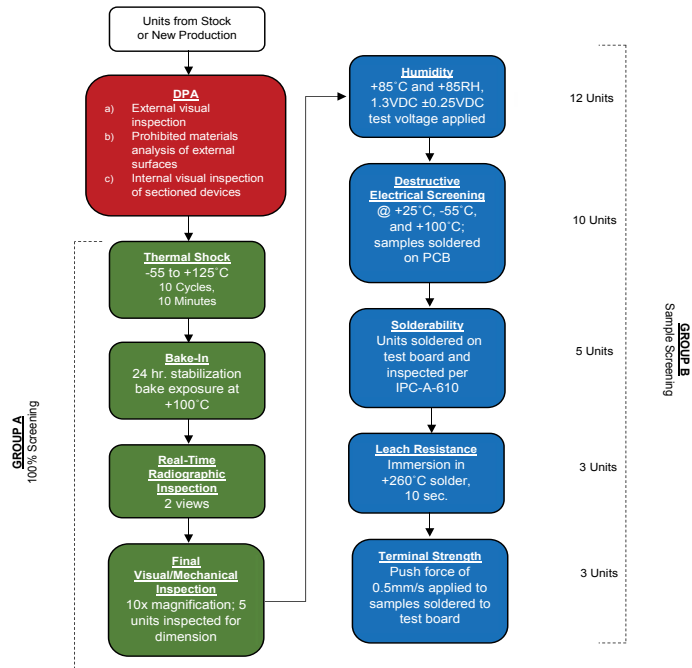 Units from Stock
or New Production
DPA
a) External visual
inspection
b) Prohibited materials
analysis of external
surfaces
c) Internal visual inspection
of sectioned devices
GROUP A
100% Screening
Thermal Shock
-55 to +125˚C
10 Cycles,
10 Minutes
Bake-In
24 hr. stabilization
bake exposure at
+100˚C
Real-Time
Radiographic
Inspection
2 views
Final
Visual/Mechanical
Inspection
10x magnification; 5
units inspected for
dimension
Humidity
+85˚C and +85RH,
1.3VDC ±0.25VDC
test voltage applied
12 Units
Destructive
Electrical Screening
@ +25˚C, -55˚C,
and +100˚C;
samples soldered
on PCB
10 Units
Solderability
Units soldered on
test board and
inspected per
IPC-A-610
5 Units
Leach Resistance
Immersion in
+260˚C solder,
10 sec.
3 Units
Terminal Strength
Push force of
0.5mm/s applied to
samples soldered to
test board
3 Units
GROUP B
Sample Screening